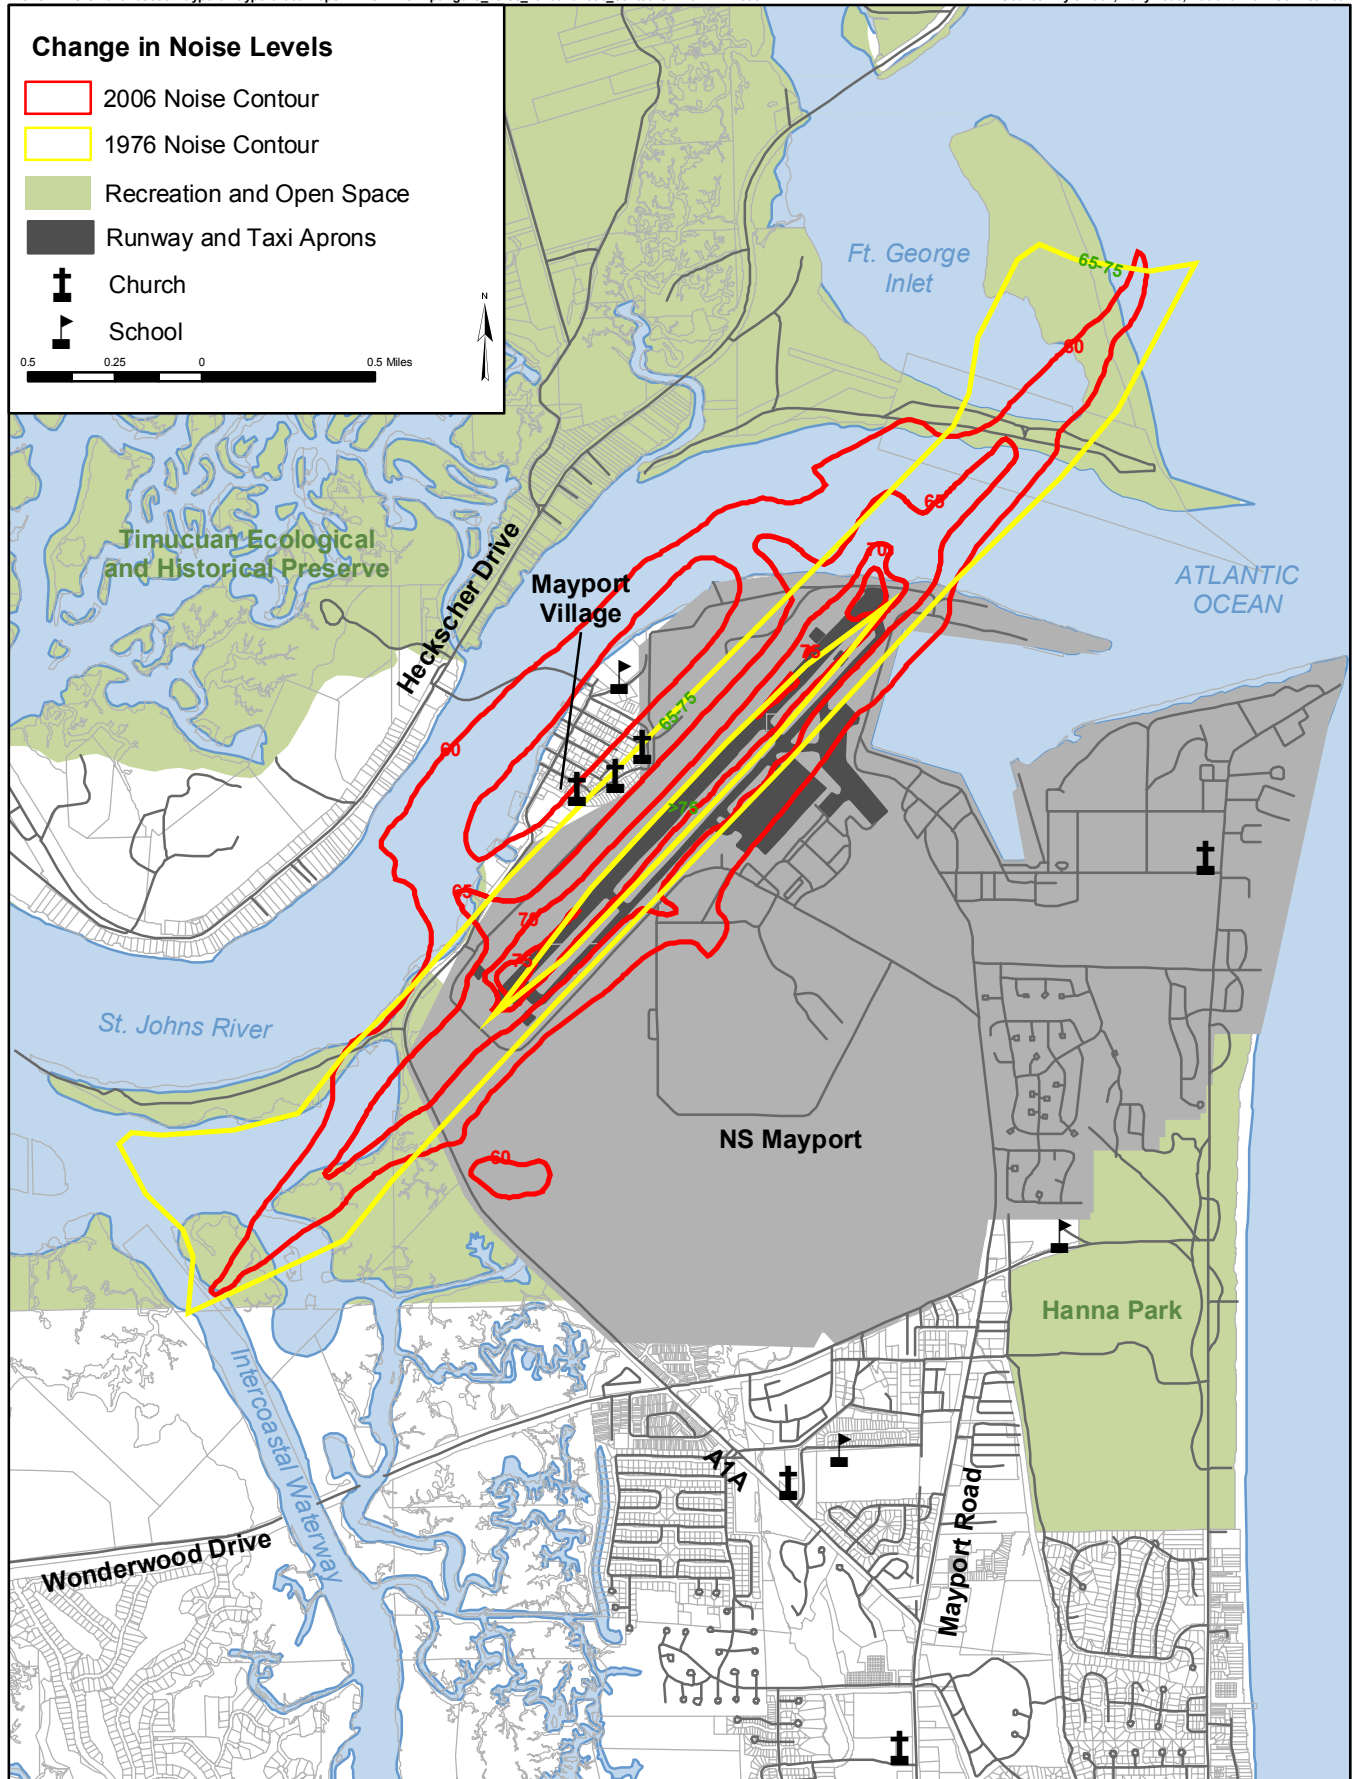 Change in Noise Levels
2006 Noise Contour
1976 Noise Contour
Recreation and Open Space
Runway and Taxi Aprons
Church
School
N
0.5 0.25 0 0.5 Miles
Ft. George
Inlet
65-75
60
65
70
75
Timucuan Ecological
and Historical Preserve
Heckscher Drive
Mayport
Village
ATLANTIC
OCEAN
65-75
60
>75
65
70
75
St. Johns River
NS Mayport
60
Hanna Park
Intercoastal Waterway
A1A
Mayport Road
Wonderwood Drive